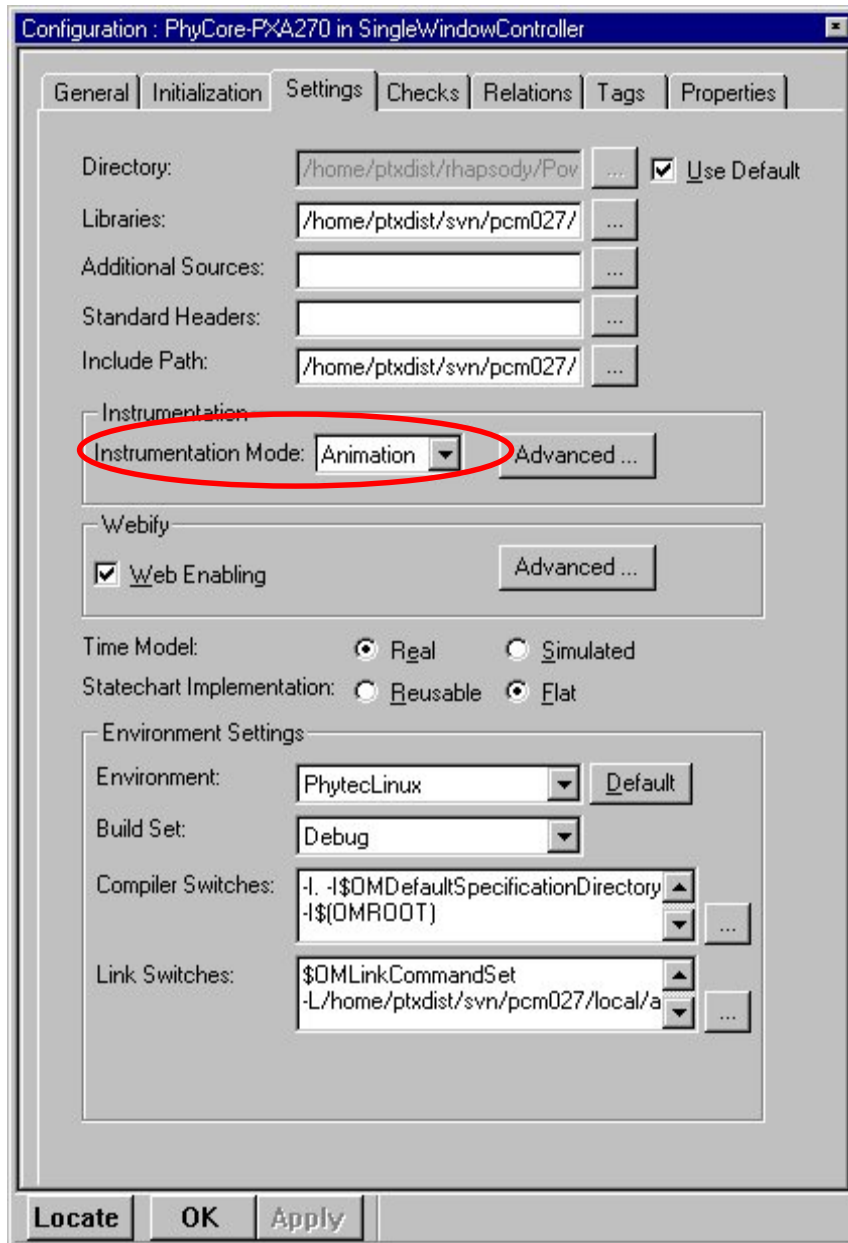 Configuration : PhyCore-PXA270 in SingleWindowController
General Initialization Settings Checks Relations Tags Properties
Directory: /home/ptxdist/rhapsody/Pow ... Use Default
Libraries: /home/ptxdist/svn/pcm027/ ...
Additional Sources: ...
Standard Headers: ...
Include Path: /home/ptxdist/svn/pcm027/ ...
Instrumentation
Instrumentation Mode: Animation Advanced ...
Webify
Web Enabling Advanced ...
Time Model: Real Simulated
Statechart Implementation: Reusable Flat
Environment Settings
Environment: PhytecLinux Default
Build Set: Debug
Compiler Switches: -I. -I$OMDefaultSpecificationDirectory
-I$(OMROOT) ...
Link Switches: $OMLinkCommandSet
-L/home/ptxdist/svn/pcm027/local/a ...
Locate OK Apply